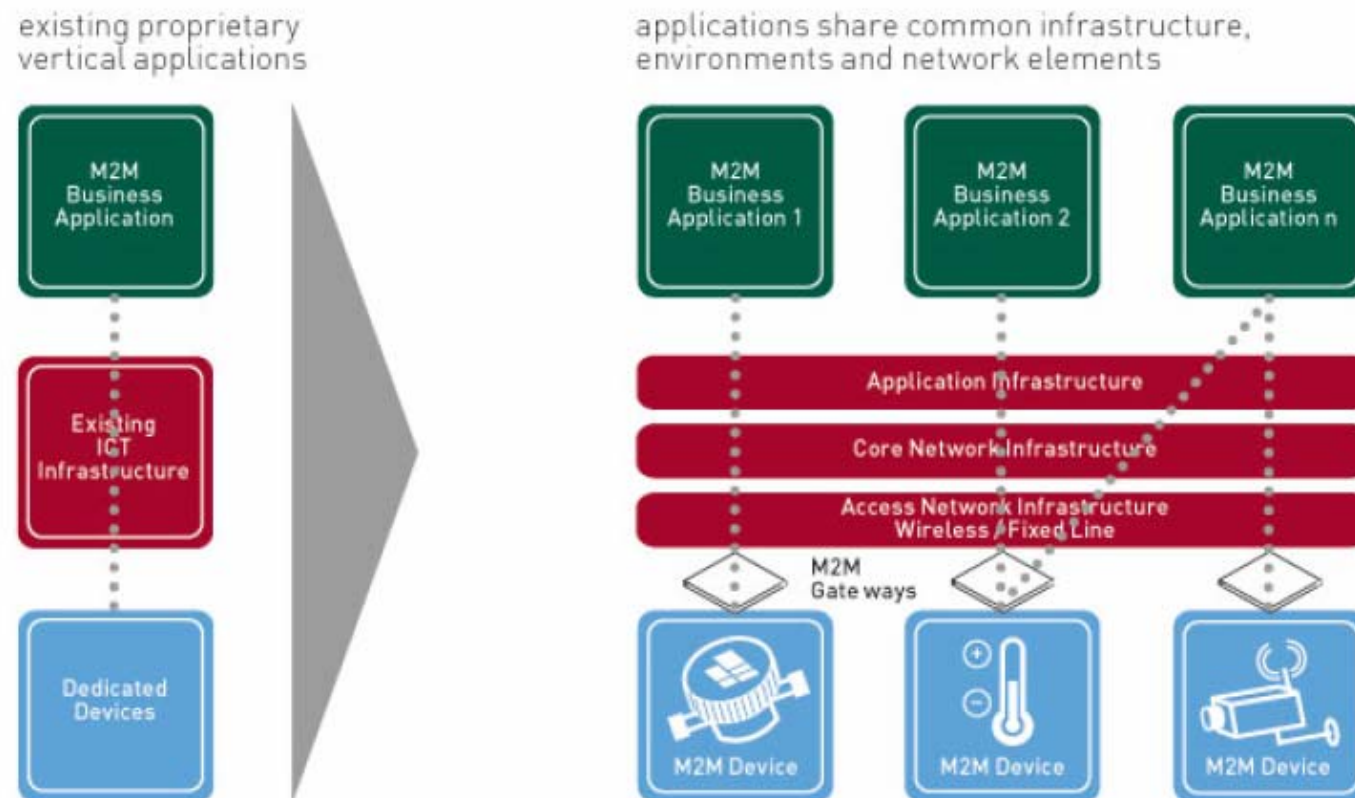 existing proprietary
vertical applications
applications share common infrastructure,
environments and network elements
M2M
Business
Application
M2M
Business
Application 1
M2M
Business
Application 2
M2M
Business
Application n
Existing
ICT
Infrastructure
Application Infrastructure
Core Network Infrastructure
Access Network Infrastructure
Wireless / Fixed Line
M2M
Gate ways
Dedicated
Devices
M2M Device
M2M Device
M2M Device